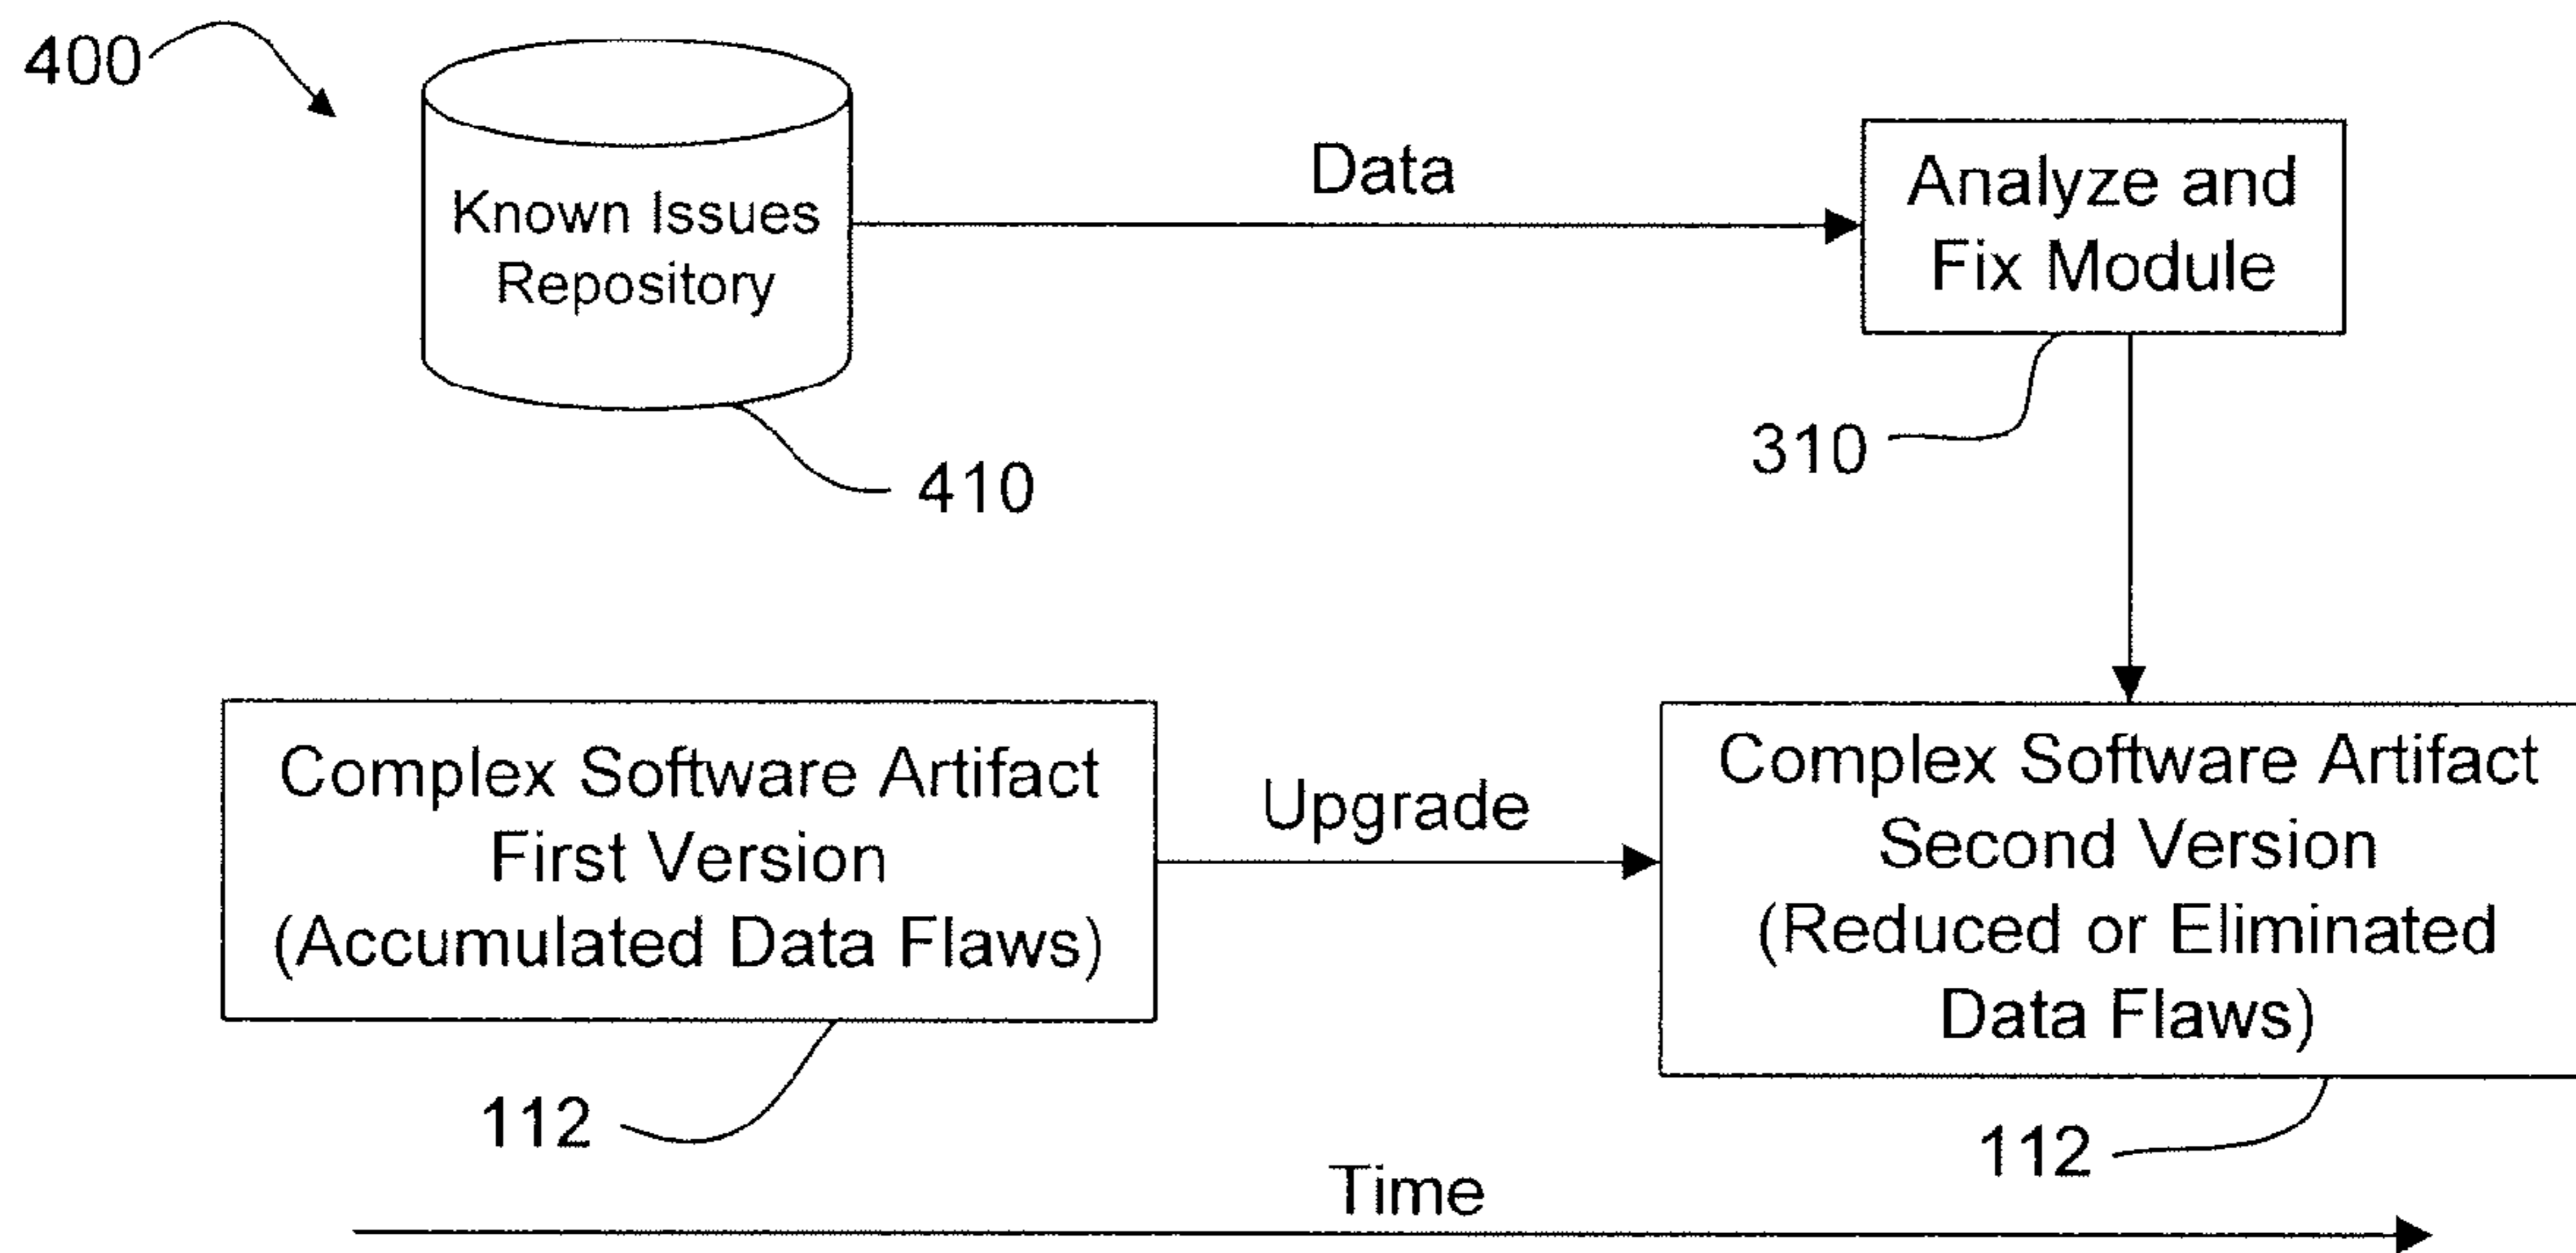 400
Known Issues
Repository
410
Data
Analyze and
Fix Module
310
Complex Software Artifact
First Version
(Accumulated Data Flaws)
112
Upgrade
Complex Software Artifact
Second Version
(Reduced or Eliminated
Data Flaws)
112
Time